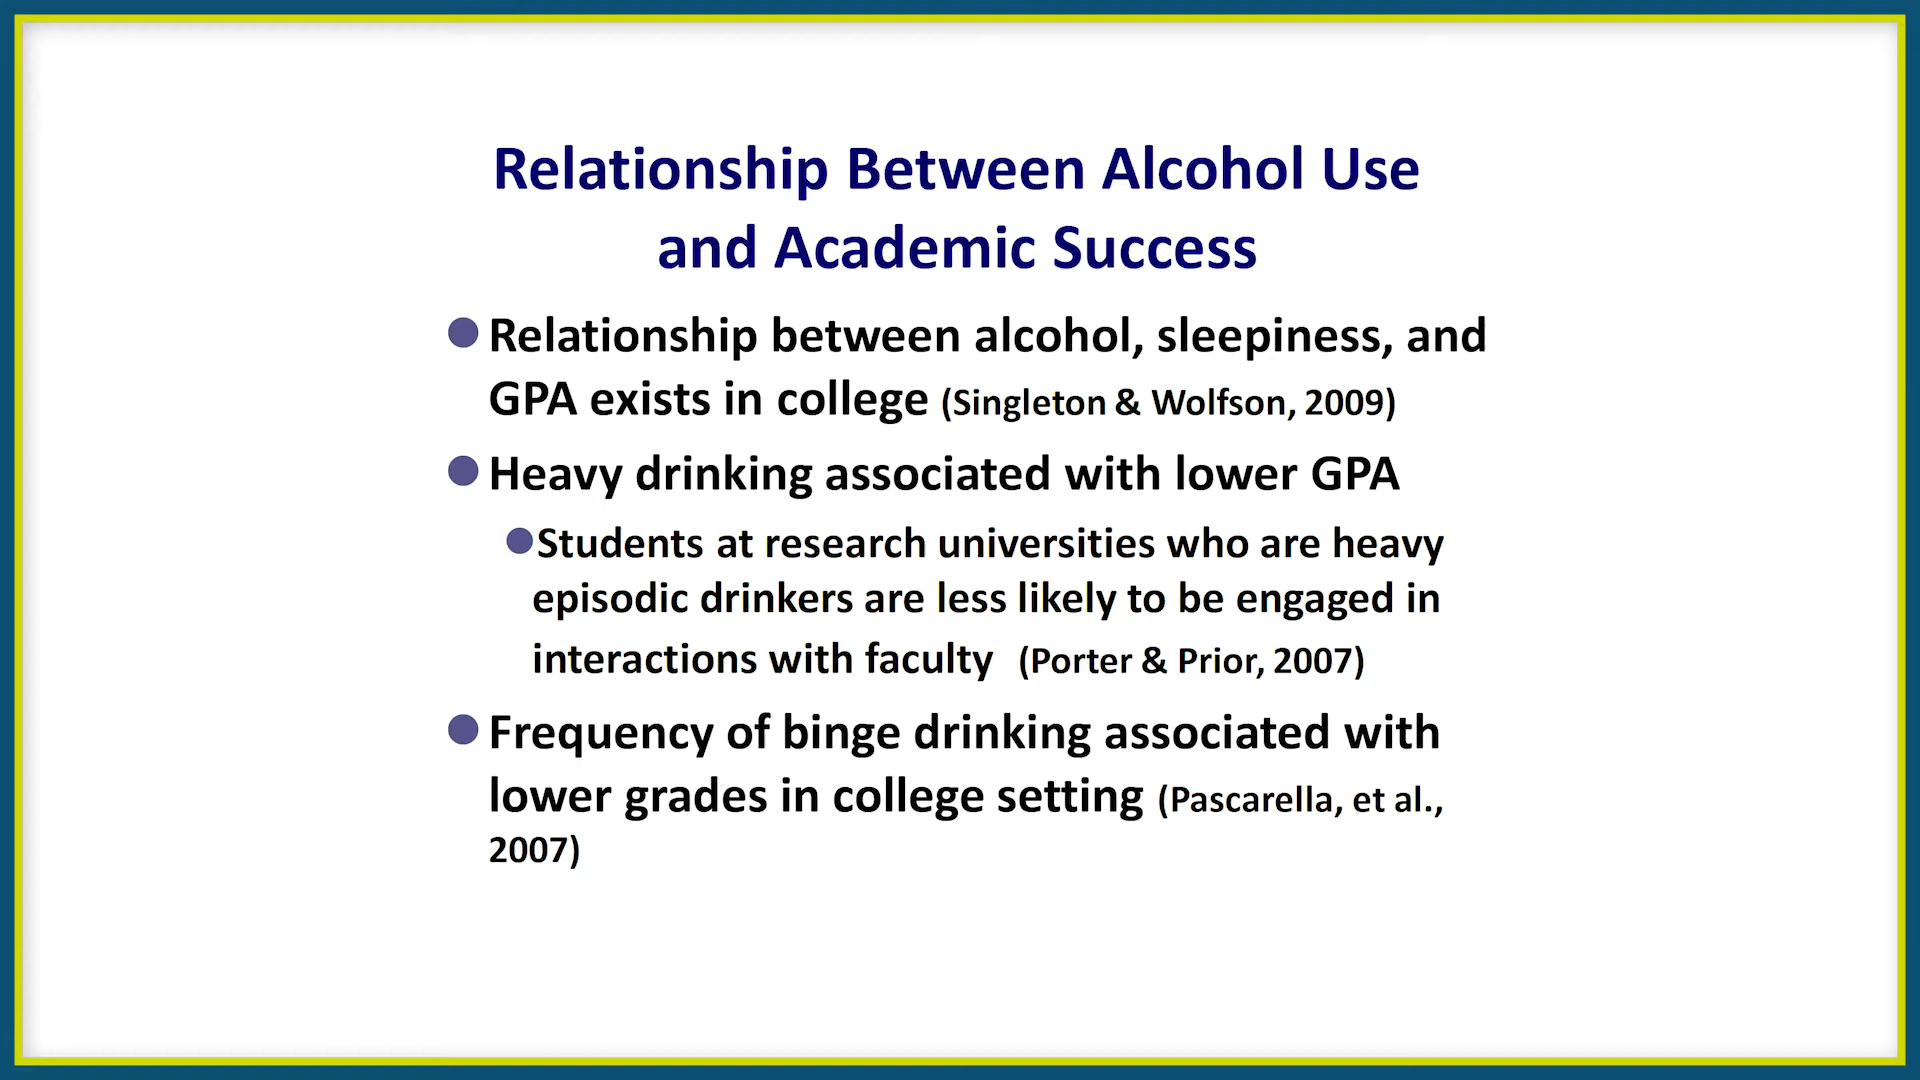 Relationship Between Alcohol Use
and Academic Success
Relationship between alcohol, sleepiness, and
GPA exists in college (Singleton & Wolfson, 2009)
Heavy drinking associated with lower GPA
Students at research universities who are heavy
episodic drinkers are less likely to be engaged in
interactions with faculty (Porter & Prior, 2007)
Frequency of binge drinking associated with
lower grades in college setting (Pascarella, et al.,
2007)